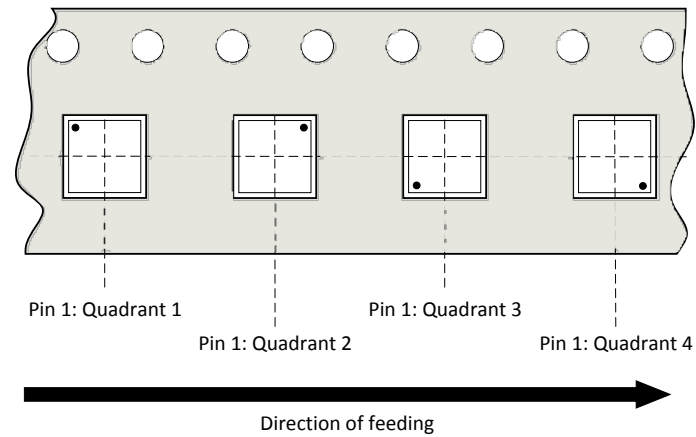 Pin 1: Quadrant 1
Pin 1: Quadrant 3
Pin 1: Quadrant 2
Pin 1: Quadrant 4
Direction of feeding